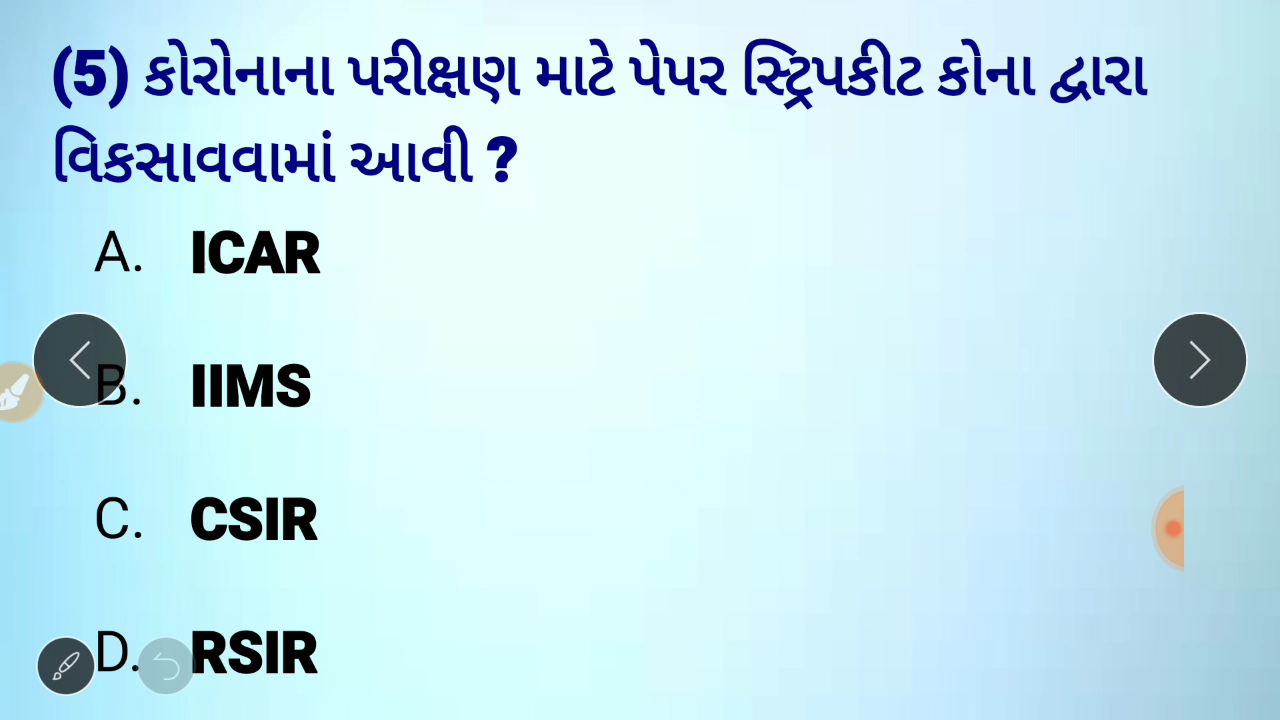 (5) કોરોનાના પરીક્ષણ માટે પેપર સ્ટ્રિપકીટ કોના દ્વારા
વિકસાવવામાં આવી ?
A. ICAR
B. IIMS
C. CSIR
D. RSIR